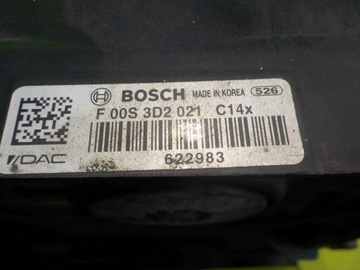 BOSCH MADE IN KOREA 526
F 00S 3D2 021 C14x
DAC 622983